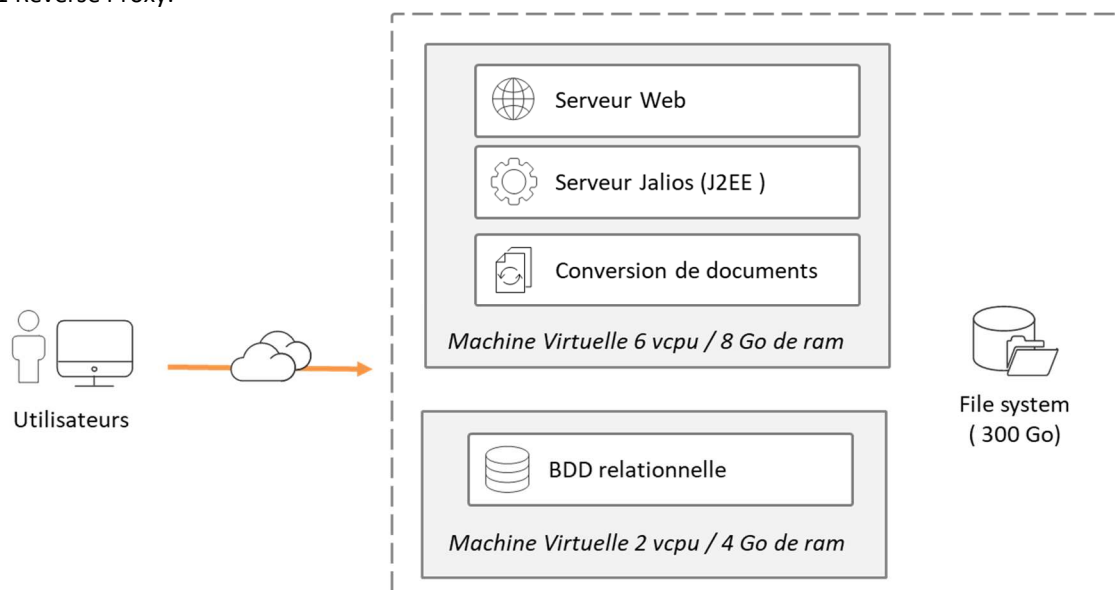 1 Reverse Proxy.
Serveur Web
Serveur Jalios (J2EE )
Conversion de documents
Machine Virtuelle 6 vcpu / 8 Go de ram
Utilisateurs
File system
( 300 Go)
BDD relationnelle
Machine Virtuelle 2 vcpu / 4 Go de ram